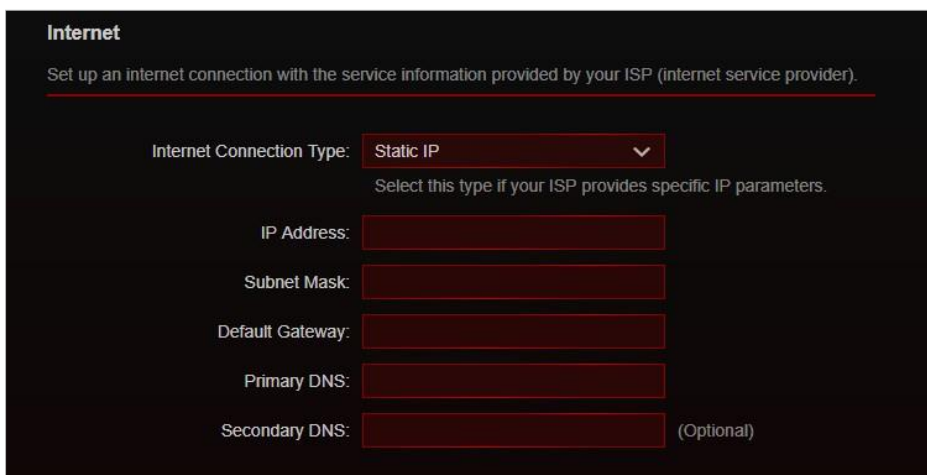 Internet
Set up an internet connection with the service information provided by your ISP (internet service provider).
Internet Connection Type: Static IP
Select this type if your ISP provides specific IP parameters.
IP Address:
Subnet Mask:
Default Gateway:
Primary DNS:
Secondary DNS: (Optional)